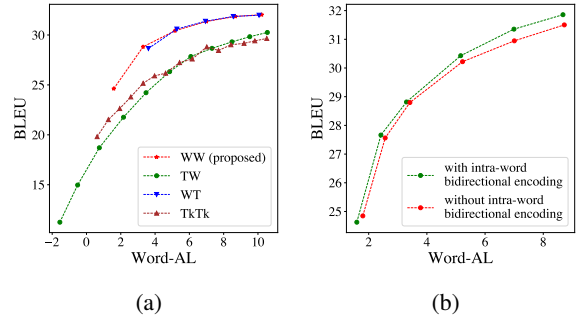 30
25
20
15
BLEU
−2 0 2 4 6 8 10
Word-AL
WW (proposed)
TW
WT
TkTk
(a)
32
31
30
29
28
27
26
25
BLEU
2 4 6 8
Word-AL
with intra-word
bidirectional encoding
without intra-word
bidirectional encoding
(b)